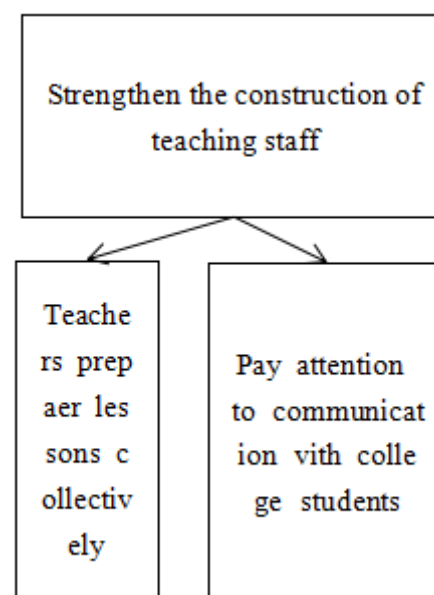 Strengthen the construction of
teaching staff
Teache
rs prep
aer les
sons c
ollectiv
ely
Pay attention
to communicat
ion vith colle
ge students